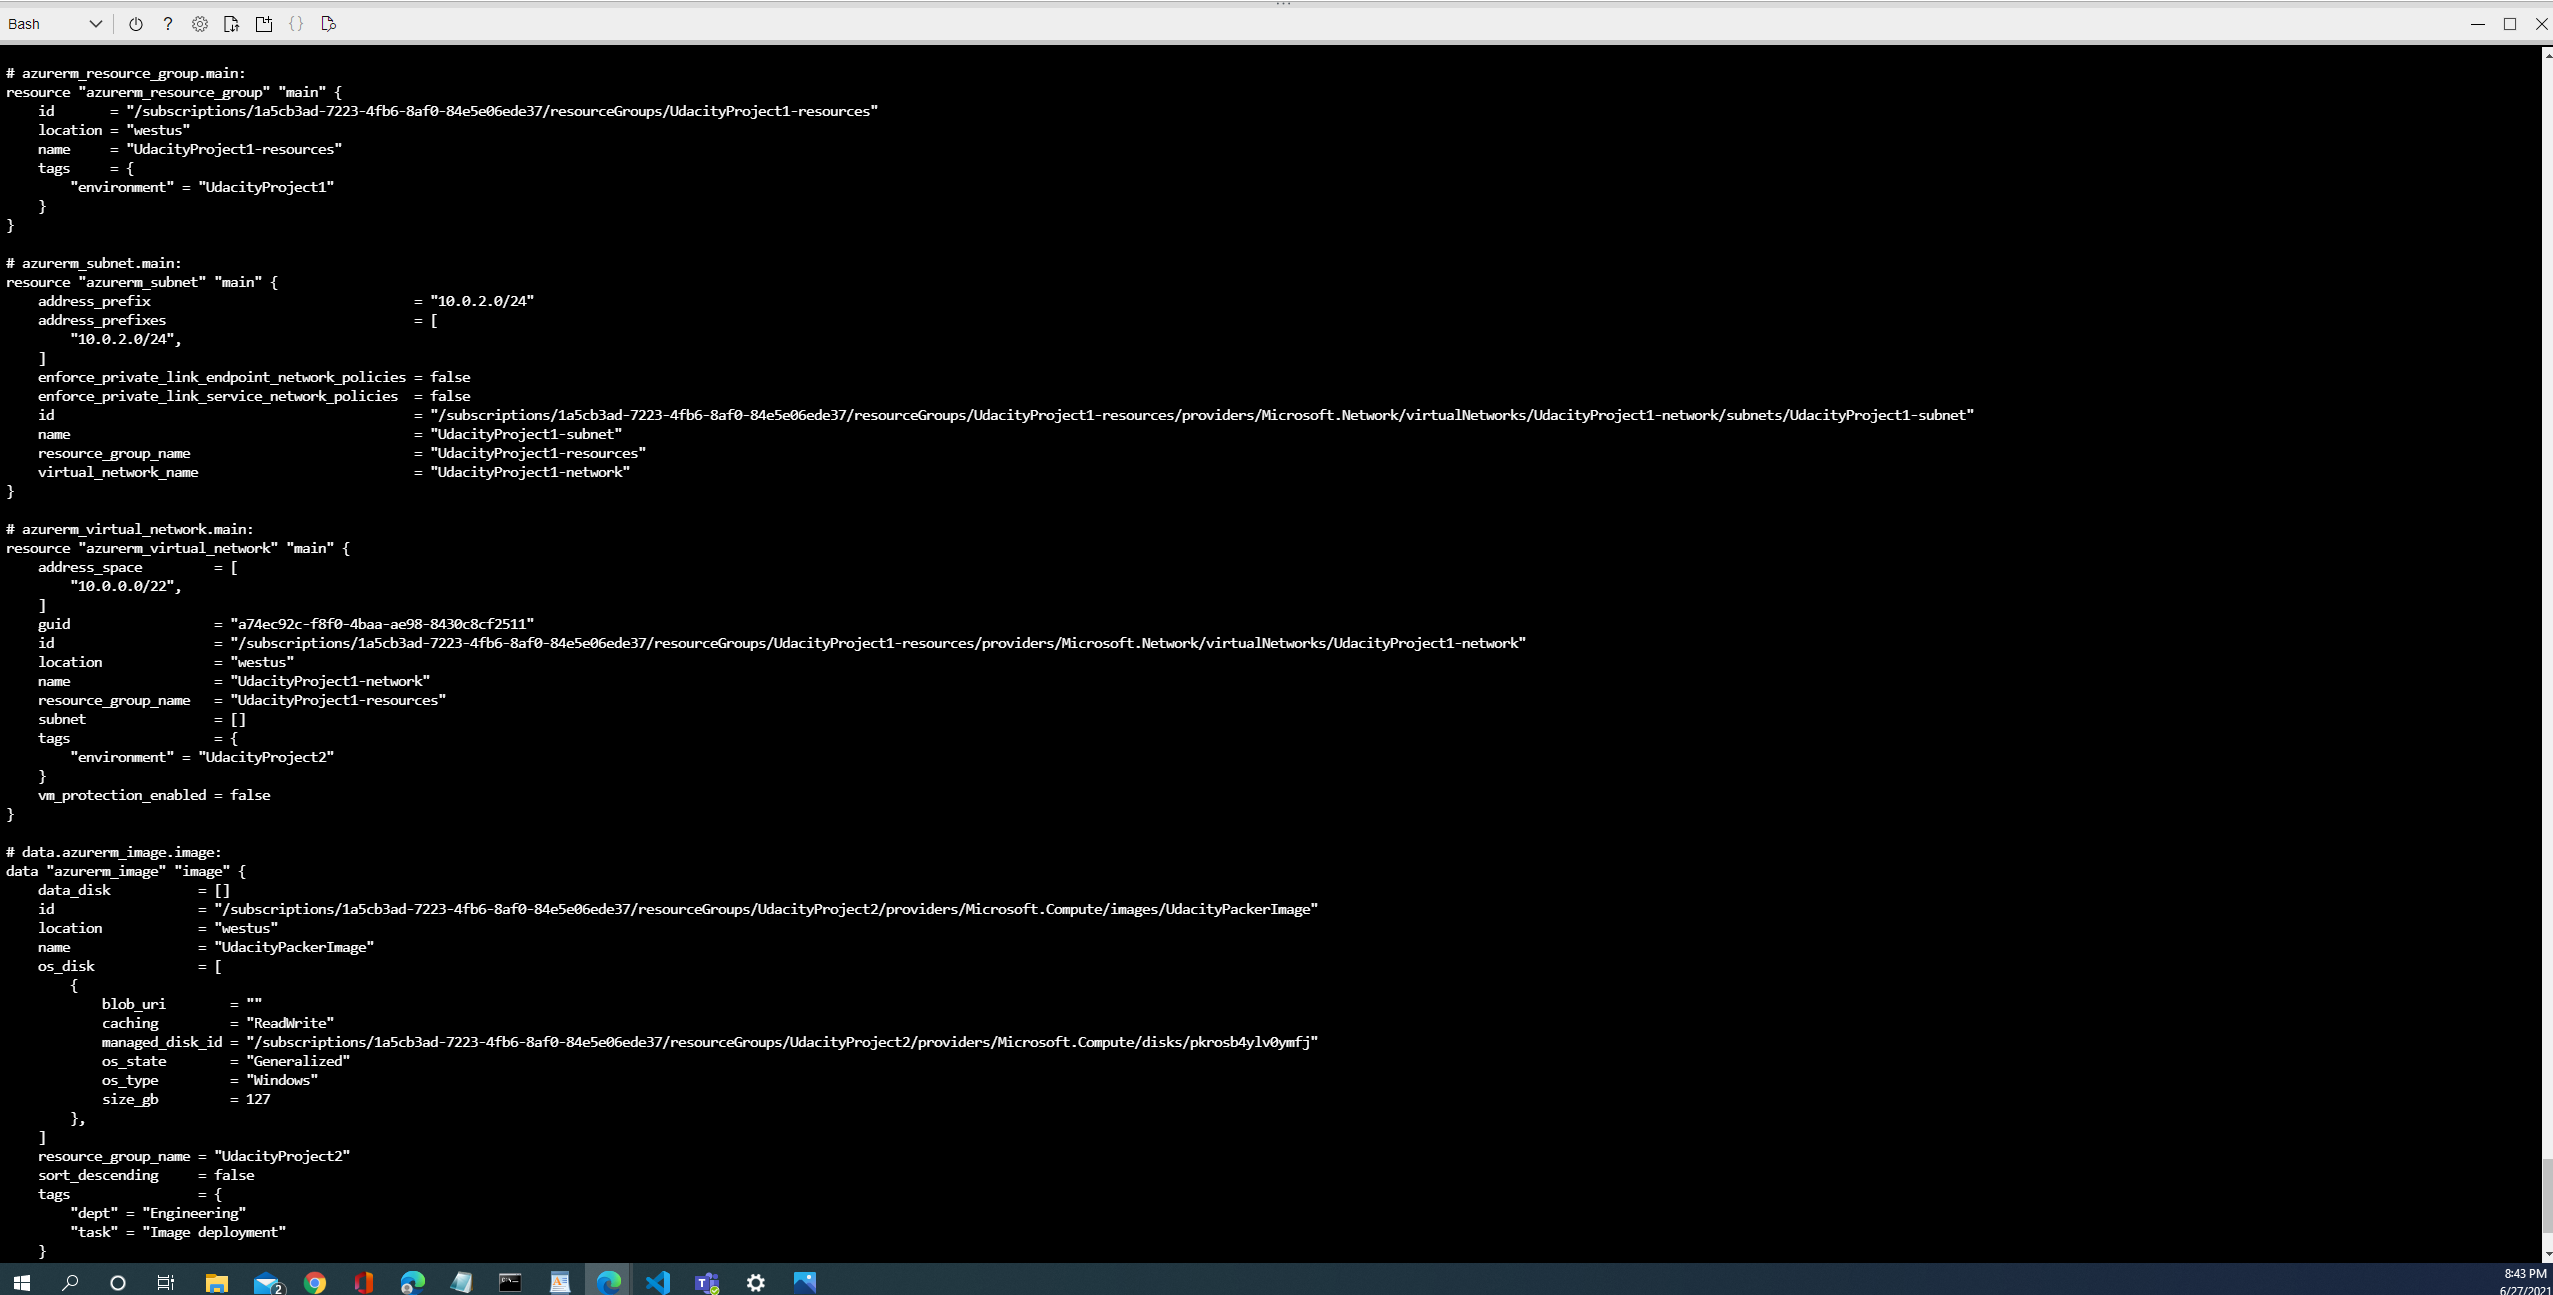 Bash
# azurerm_resource_group.main:
resource "azurerm_resource_group" "main" {
    id       = "/subscriptions/1a5cb3ad-7223-4fb6-8af0-84e5e06ede37/resourceGroups/UdacityProject1-resources"
    location = "westus"
    name     = "UdacityProject1-resources"
    tags     = {
        "environment" = "UdacityProject1"
    }
}
# azurerm_subnet.main:
resource "azurerm_subnet" "main" {
    address_prefix                                 = "10.0.2.0/24"
    address_prefixes                               = [
        "10.0.2.0/24",
    ]
    enforce_private_link_endpoint_network_policies = false
    enforce_private_link_service_network_policies  = false
    id                                             = "/subscriptions/1a5cb3ad-7223-4fb6-8af0-84e5e06ede37/resourceGroups/UdacityProject1-resources/providers/Microsoft.Network/virtualNetworks/UdacityProject1-network/subnets/UdacityProject1-subnet"
    name                                           = "UdacityProject1-subnet"
    resource_group_name                            = "UdacityProject1-resources"
    virtual_network_name                           = "UdacityProject1-network"
}
# azurerm_virtual_network.main:
resource "azurerm_virtual_network" "main" {
    address_space         = [
        "10.0.0.0/22",
    ]
    guid                  = "a74ec92c-f8f0-4baa-ae98-8430c8cf2511"
    id                    = "/subscriptions/1a5cb3ad-7223-4fb6-8af0-84e5e06ede37/resourceGroups/UdacityProject1-resources/providers/Microsoft.Network/virtualNetworks/UdacityProject1-network"
    location              = "westus"
    name                  = "UdacityProject1-network"
    resource_group_name   = "UdacityProject1-resources"
    subnet                = []
    tags                  = {
        "environment" = "UdacityProject2"
    }
    vm_protection_enabled = false
}
# data.azurerm_image.image:
data "azurerm_image" "image" {
    data_disk           = []
    id                  = "/subscriptions/1a5cb3ad-7223-4fb6-8af0-84e5e06ede37/resourceGroups/UdacityProject2/providers/Microsoft.Compute/images/UdacityPackerImage"
    location            = "westus"
    name                = "UdacityPackerImage"
    os_disk             = [
        {
            blob_uri        = ""
            caching         = "ReadWrite"
            managed_disk_id = "/subscriptions/1a5cb3ad-7223-4fb6-8af0-84e5e06ede37/resourceGroups/UdacityProject2/providers/Microsoft.Compute/disks/pkrosb4ylv0ymfj"
            os_state        = "Generalized"
            os_type         = "Windows"
            size_gb         = 127
        },
    ]
    resource_group_name = "UdacityProject2"
    sort_descending     = false
    tags                = {
        "dept" = "Engineering"
        "task" = "Image deployment"
    }
2
8:43 PM
6/27/2021